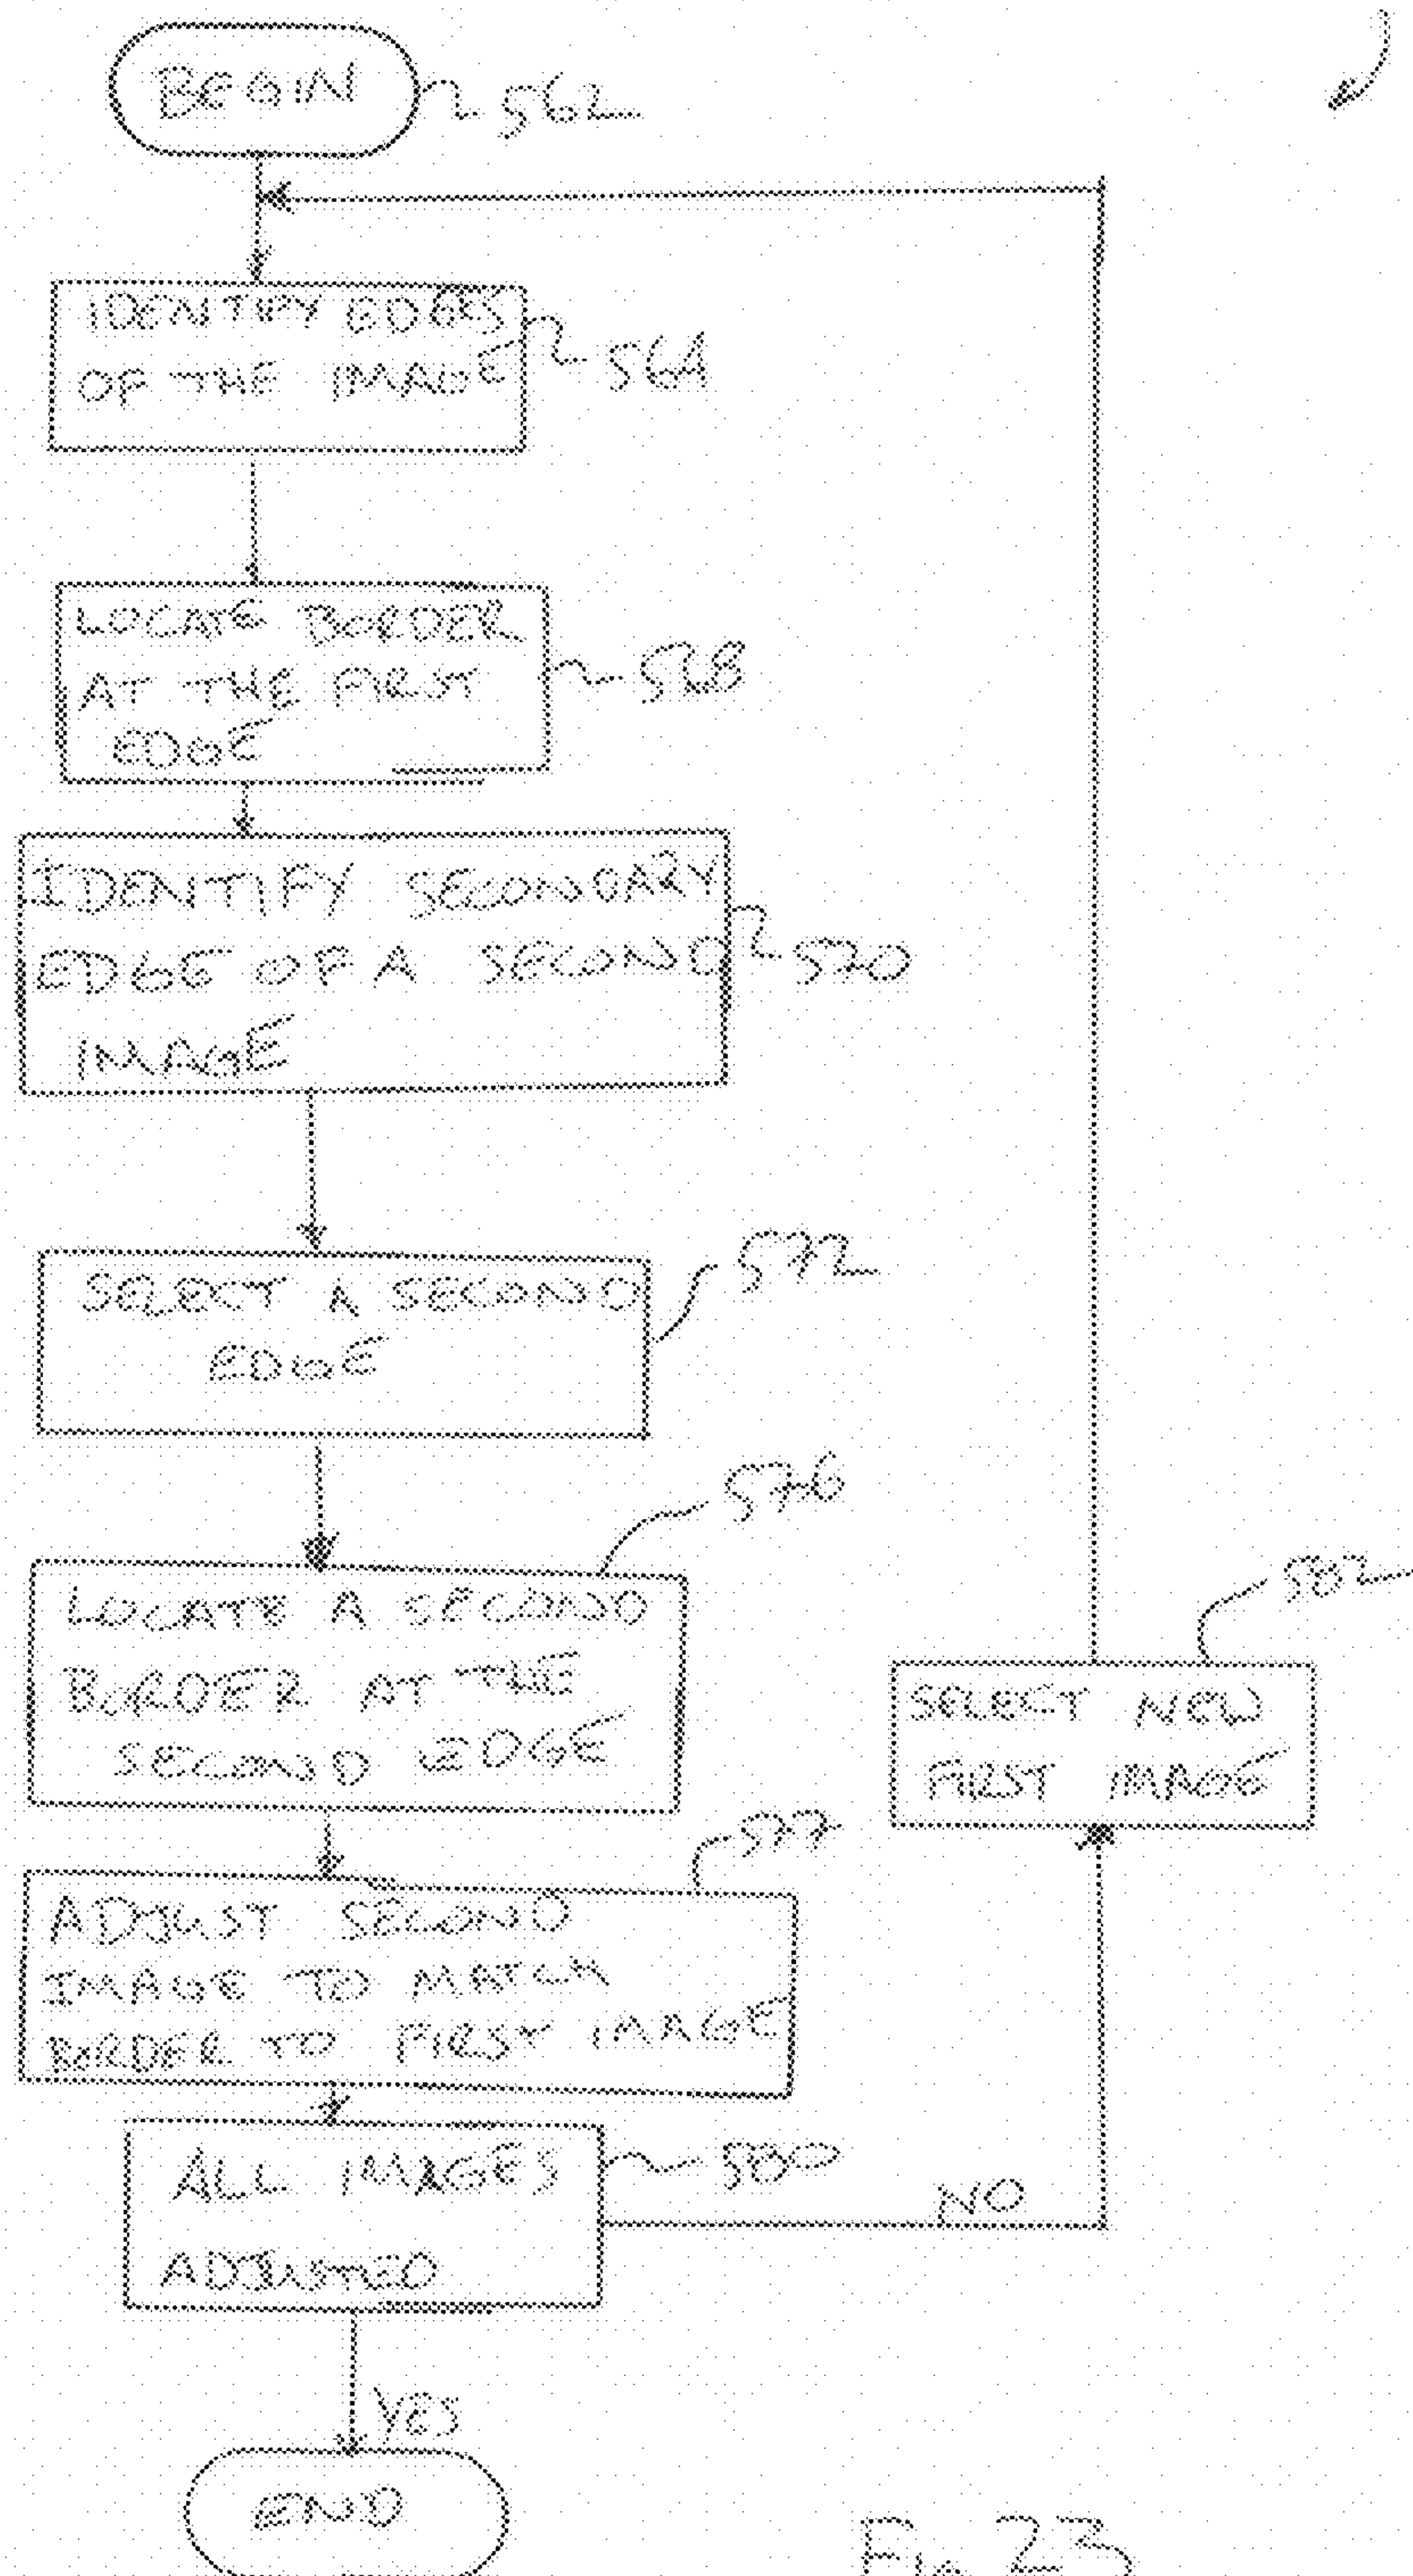 BEGIN
562
IDENTIFY EDGES
OF THE IMAGE
564
LOCATE BORDER
AT THE FIRST
EDGE
568
IDENTIFY SECONDARY
EDGE OF A SECOND
IMAGE
570
SELECT A SECOND
EDGE
572
LOCATE A SECOND
BORDER AT THE
SECOND EDGE
576
ADJUST SECOND
IMAGE TO MATCH
BORDER TO FIRST IMAGE
577
ALL IMAGES
ADJUSTED
580
NO
SELECT NEW
FIRST IMAGE
582
YES
END
Fig 23